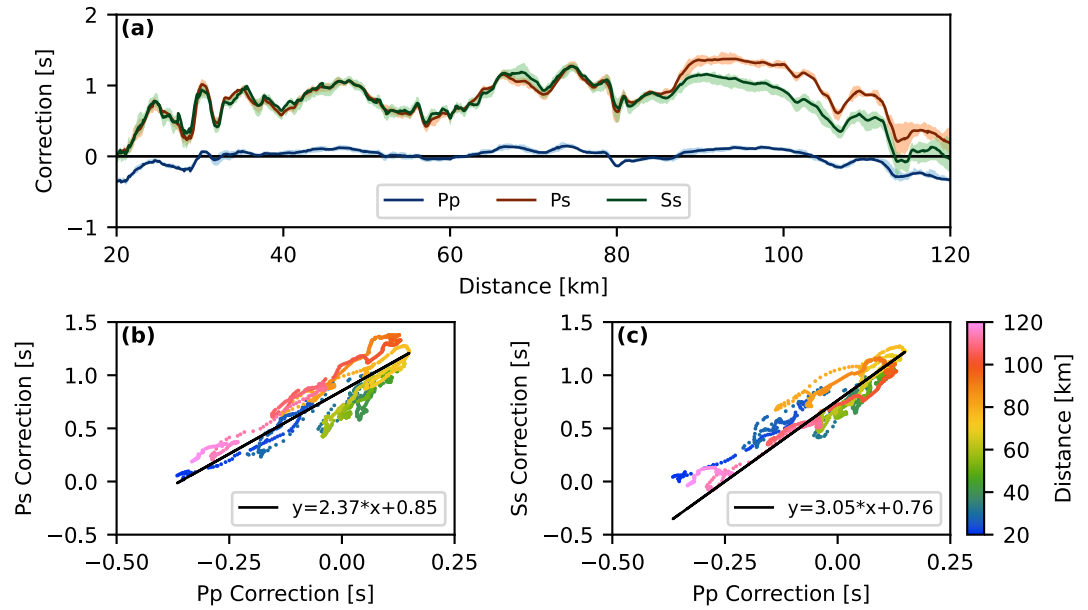 (a)
Correction [s]
2
1
0
−1
20
40
60
80
100
120
Distance [km]
Pp
Ps
Ss
(b)
Ps Correction [s]
1.5
1.0
0.5
0.0
−0.5
−0.50
−0.25
0.00
0.25
Pp Correction [s]
y=2.37*x+0.85
(c)
Ss Correction [s]
1.5
1.0
0.5
0.0
−0.5
−0.50
−0.25
0.00
0.25
Pp Correction [s]
y=3.05*x+0.76
120
100
80
60
40
20
Distance [km]